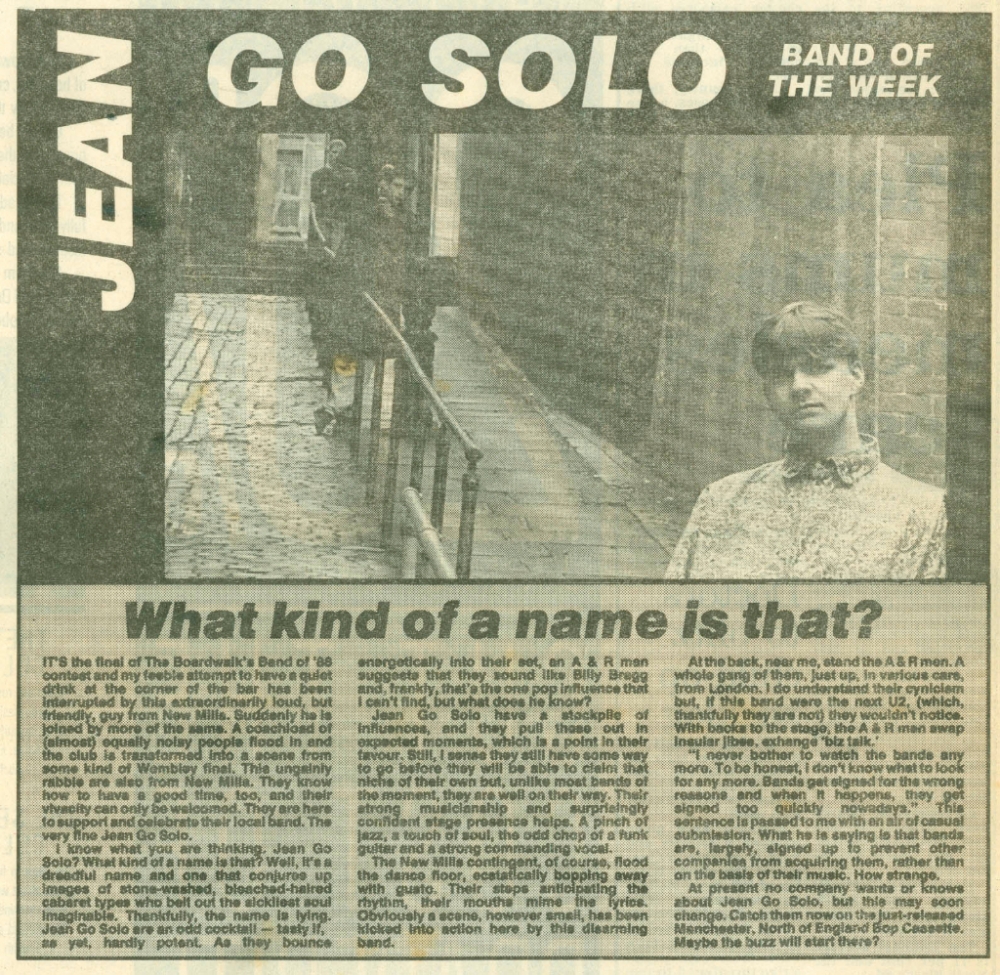 JEAN
GO SOLO
BAND OF
THE WEEK
What kind of a name is that?
IT'S the final of The Boardwalk's Band of '88
contest and my feeble attempt to have a quiet
drink at the corner of the bar has been
interrupted by this extraordinarily loud, but
friendly, guy from New Mills. Suddenly he is
joined by more of the same. A coachload of
(almost) equally noisy people flood in and
the club is transformed into a scene from
some kind of Wembley final. This ungainly
rabble are also from New Mills. They know
how to have a good time, too, and their
vivacity can only be welcomed. They are here
to support and celebrate their local band. The
very fine Jean Go Solo.
I know what you are thinking. Jean Go
Solo? What kind of a name is that? Well, it's a
dreadful name and one that conjures up
images of stone-washed, bleached-haired
cabaret types who belt out the sickliest soul
imaginable. Thankfully, the name is lying.
Jean Go Solo are an odd cocktail — tasty if,
as yet, hardly potent. As they bounce
energetically into their set, an A & R man
suggests that they sound like Billy Bragg
and, frankly, that's the one pop influence that
I can't find, but what does he know?
Jean Go Solo have a stockpile of
influences, and they pull these out in
expected moments, which is a point in their
favour. Still, I sense they still have some way
to go before they will be able to claim that
niche of their own but, unlike most bands of
the moment, they are well on their way. Their
strong musicianship and surprisingly
confident stage presence helps. A pinch of
jazz, a touch of soul, the odd chop of a funk
guitar and a strong commanding vocal.
The New Mills contingent, of course, flood
the dance floor, ecstatically bopping away
with gusto. Their steps anticipating the
rhythm, their mouths mime the lyrics.
Obviously a scene, however small, has been
kicked into action here by this disarming
band.
At the back, near me, stand the A & R men. A
whole gang of them, just up, in various cars,
from London. I do understand their cynicism
but, if this band were the next U2, (which,
thankfully they are not) they wouldn't notice.
With backs to the stage, the A & R men swap
insular jibes, exhange 'biz talk.'
"I never bother to watch the bands any
more. To be honest, I don't know what to look
for any more. Bands get signed for the wrong
reasons and when it happens, they get
signed too quickly nowadays." This
sentence is passed to me with an air of casual
submission. What he is saying is that bands
are, largely, signed up to prevent other
companies from acquiring them, rather than
on the basis of their music. How strange.
At present no company wants or knows
about Jean Go Solo, but this may soon
change. Catch them now on the just-released
Manchester, North of England Bop Cassette.
Maybe the buzz will start there?